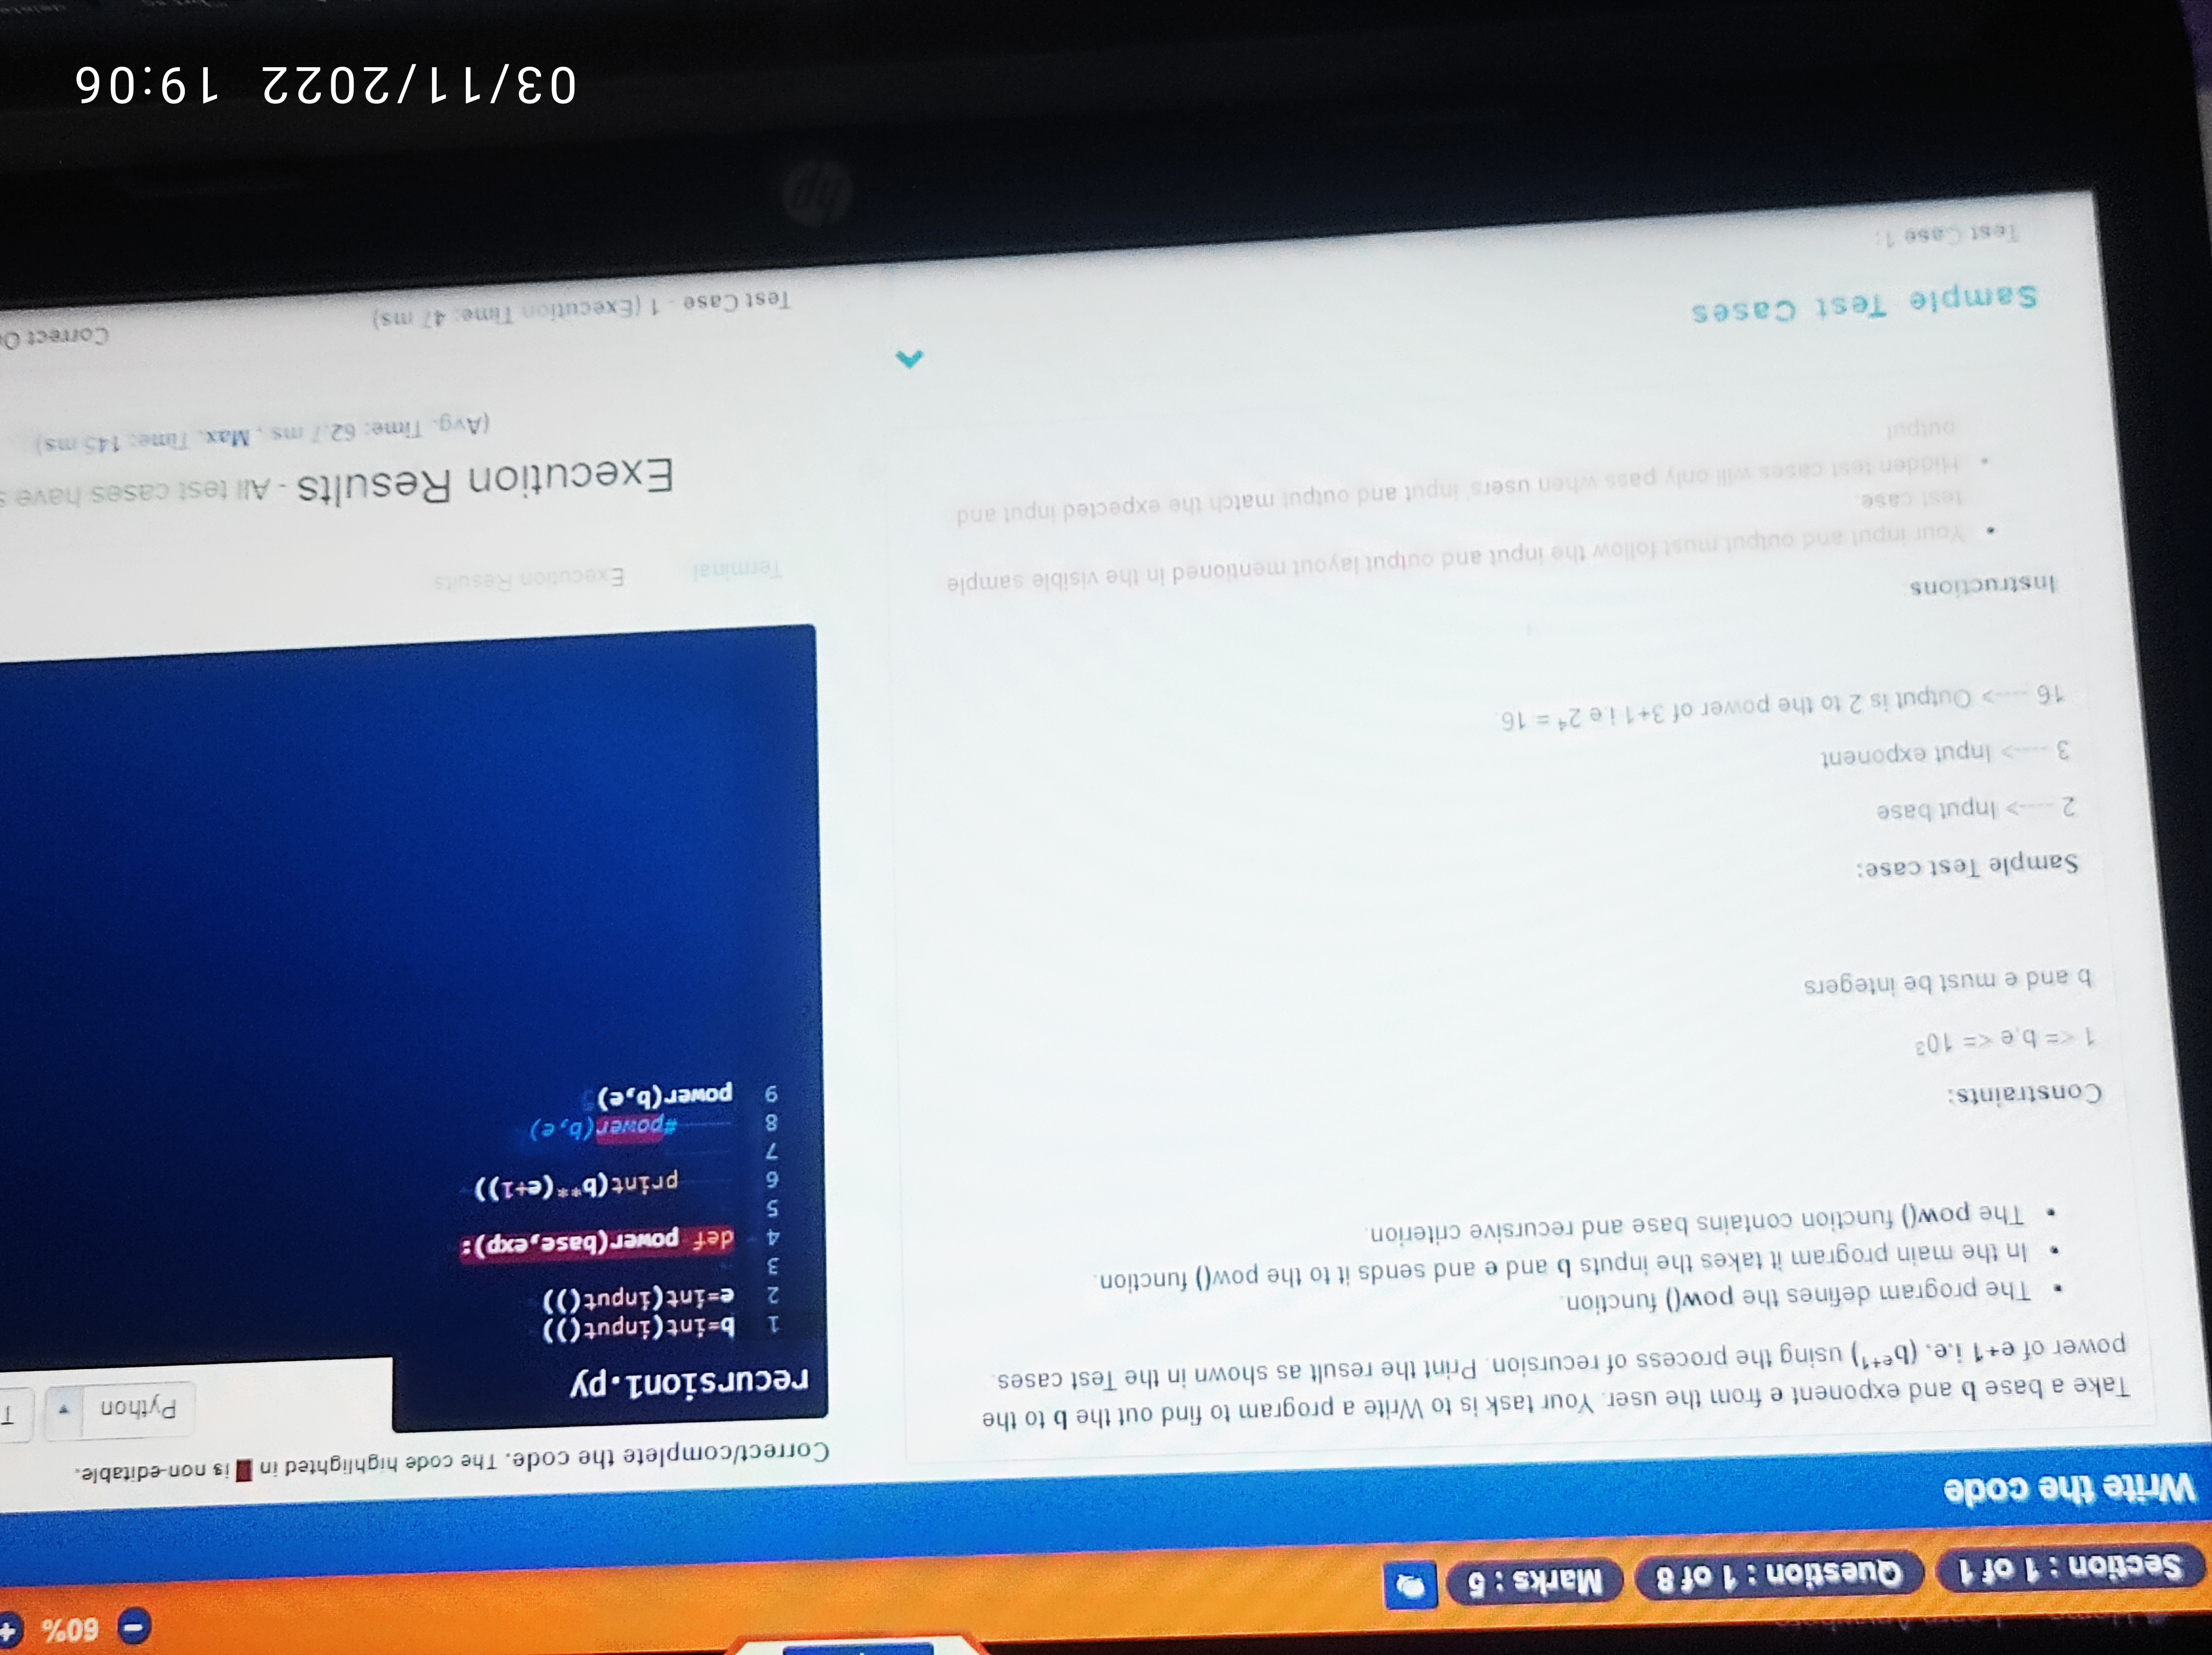 Section : 1 of 1
Question : 1 of 8
Marks : 5
60%
Write the code
Take a base b and exponent e from the user. Your task is to Write a program to find out the b to the
power of e+1 i.e. (b^e+1) using the process of recursion. Print the result as shown in the Test cases.
• The program defines the pow() function.
• In the main program it takes the inputs b and e and sends it to the pow() function.
• The pow() function contains base and recursive criterion.
Constraints:
1 <= b,e <= 10³
b and e must be integers
Sample Test case:
2 ----> Input base
3 ----> Input exponent
16 ----> Output is 2 to the power of 3+1 i.e 2⁴ = 16.
Instructions
• Your input and output must follow the input and output layout mentioned in the visible sample
test case.
• Hidden test cases will only pass when users' input and output match the expected input and
output
Sample Test Cases
Test Case 1:
Correct/complete the code. The code highlighted in is non-editable.
Python
recursion1.py
1 b=int(input())
2 e=int(input())
3
4 def power(base,exp):
5
6 print(b**(e+1))
7
8 #power(b,e)
9 power(b,e)
Terminal
Execution Results
Execution Results - All test cases have
(Avg. Time: 62.7 ms , Max. Time: 145 ms)
Test Case - 1 (Execution Time: 47 ms)
Correct
hp
03/11/2022 19:06